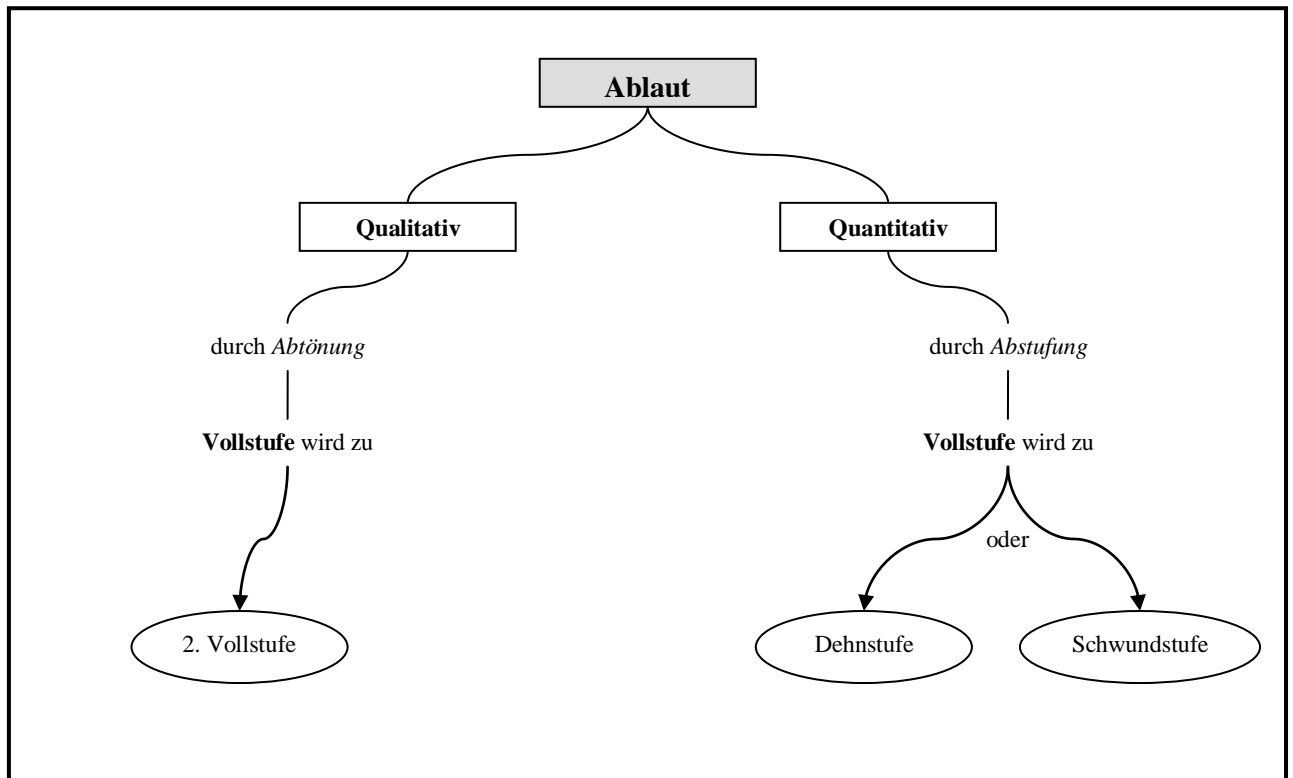 Ablaut
Qualitativ
Quantitativ
durch Abtönung
durch Abstufung
Vollstufe wird zu
Vollstufe wird zu
oder
2. Vollstufe
Dehnstufe
Schwundstufe